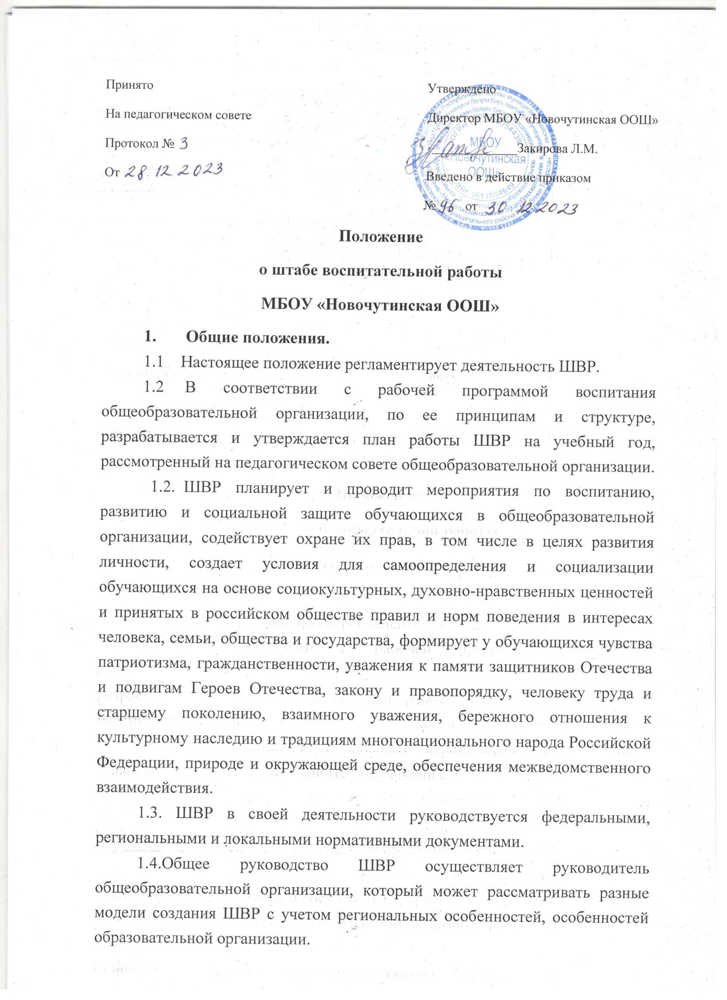 Принято
На педагогическом совете
Протокол № 3
От 28.12.2023
Утверждено
Директор МБОУ «Новочутинская ООШ»
Закирова Л.М.
Введено в действие приказом
№ 96 от 30 12 2023
МБОУ
«Новочутинская
ООШ»
Положение
о штабе воспитательной работы
МБОУ «Новочутинская ООШ»
1. Общие положения.
1.1 Настоящее положение регламентирует деятельность ШВР.
1.2 В соответствии с рабочей программой воспитания
общеобразовательной организации, по ее принципам и структуре,
разрабатывается и утверждается план работы ШВР на учебный год,
рассмотренный на педагогическом совете общеобразовательной организации.
1.2. ШВР планирует и проводит мероприятия по воспитанию,
развитию и социальной защите обучающихся в общеобразовательной
организации, содействует охране их прав, в том числе в целях развития
личности, создает условия для самоопределения и социализации
обучающихся на основе социокультурных, духовно-нравственных ценностей
и принятых в российском обществе правил и норм поведения в интересах
человека, семьи, общества и государства, формирует у обучающихся чувства
патриотизма, гражданственности, уважения к памяти защитников Отечества
и подвигам Героев Отечества, закону и правопорядку, человеку труда и
старшему поколению, взаимного уважения, бережного отношения к
культурному наследию и традициям многонационального народа Российской
Федерации, природе и окружающей среде, обеспечения межведомственного
взаимодействия.
1.3. ШВР в своей деятельности руководствуется федеральными,
региональными и локальными нормативными документами.
1.4.Общее руководство ШВР осуществляет руководитель
общеобразовательной организации, который может рассматривать разные
модели создания ШВР с учетом региональных особенностей, особенностей
образовательной организации.